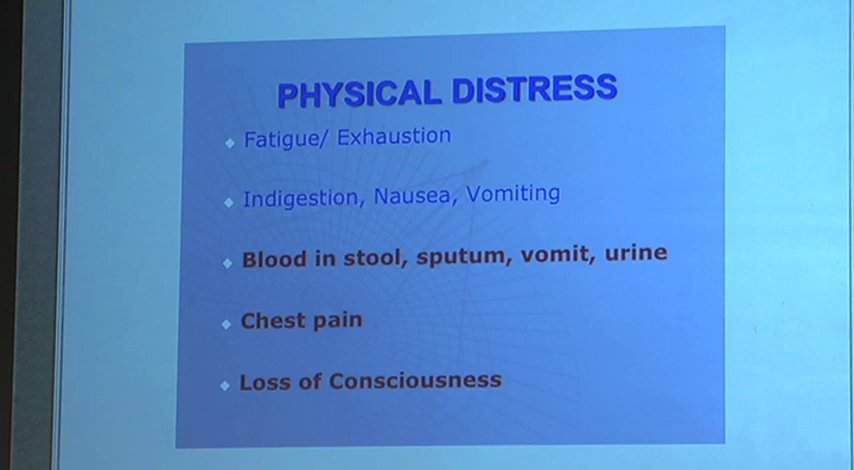 PHYSICAL DISTRESS
Fatigue/ Exhaustion
Indigestion, Nausea, Vomiting
Blood in stool, sputum, vomit, urine
Chest pain
Loss of Consciousness